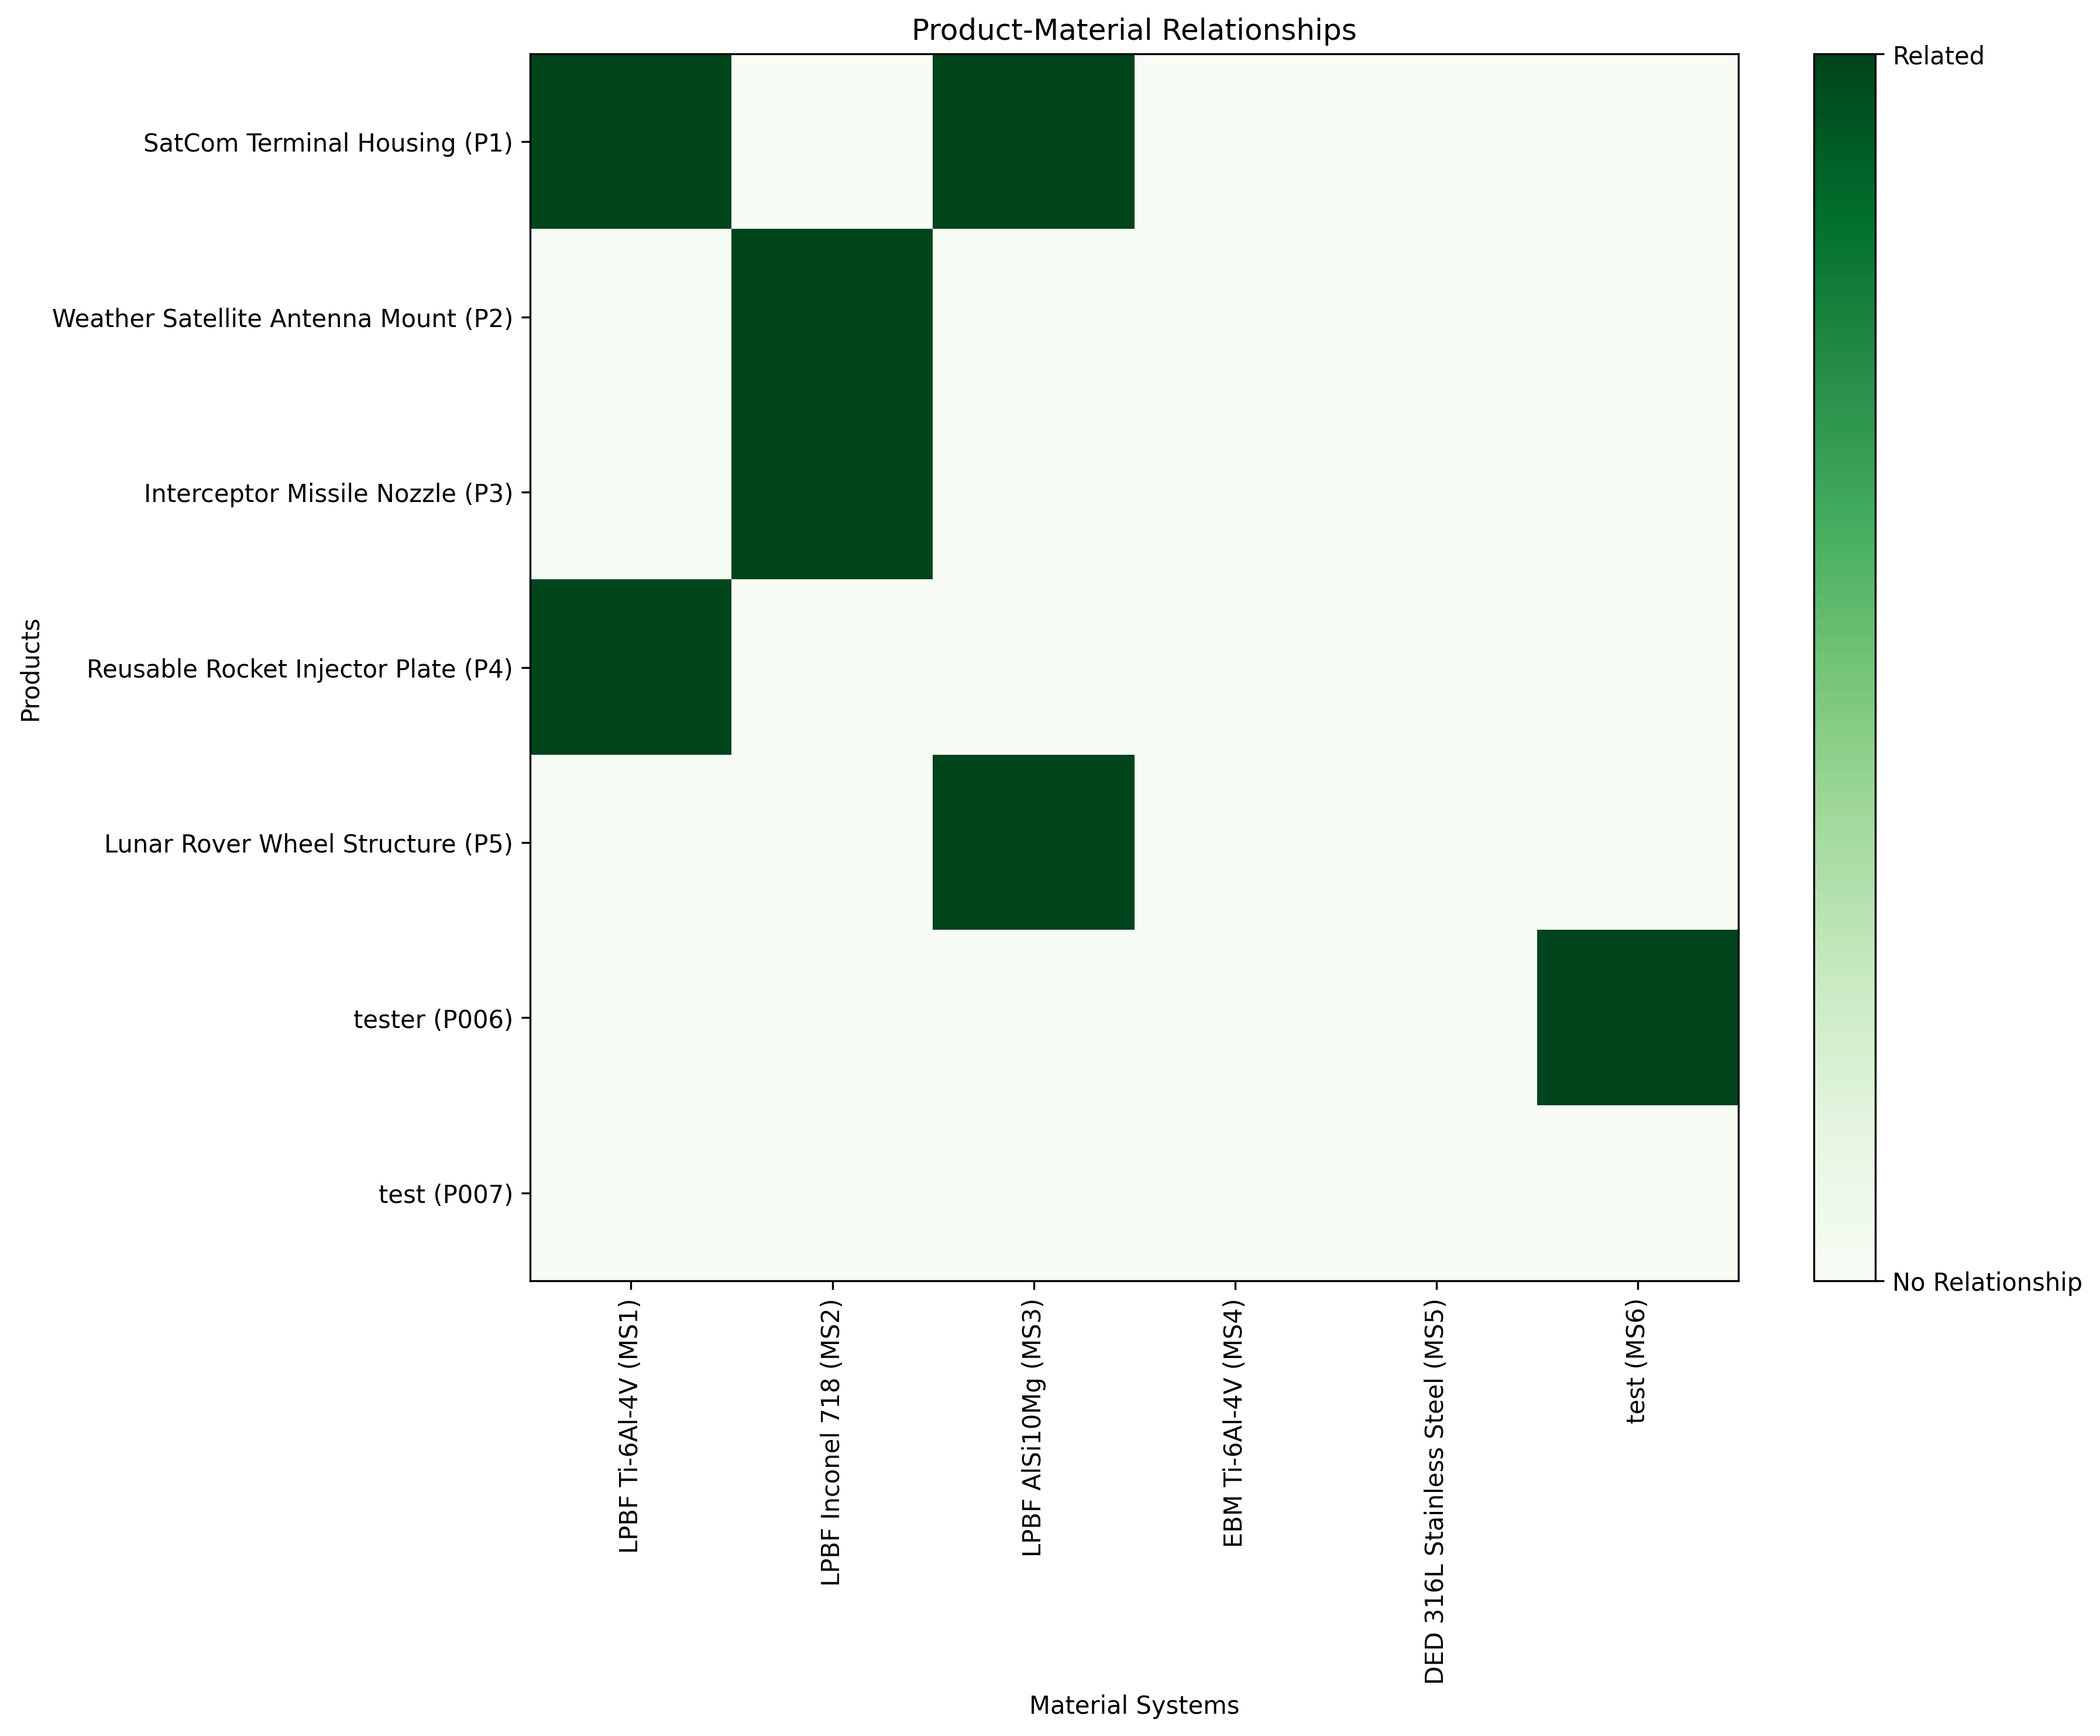 Product-Material Relationships
Related
SatCom Terminal Housing (P1)
Weather Satellite Antenna Mount (P2)
Interceptor Missile Nozzle (P3)
Reusable Rocket Injector Plate (P4)
Lunar Rover Wheel Structure (P5)
tester (P006)
test (P007)
Products
No Relationship
LPBF Ti-6Al-4V (MS1)
LPBF Inconel 718 (MS2)
LPBF AlSi10Mg (MS3)
EBM Ti-6Al-4V (MS4)
DED 316L Stainless Steel (MS5)
test (MS6)
Material Systems